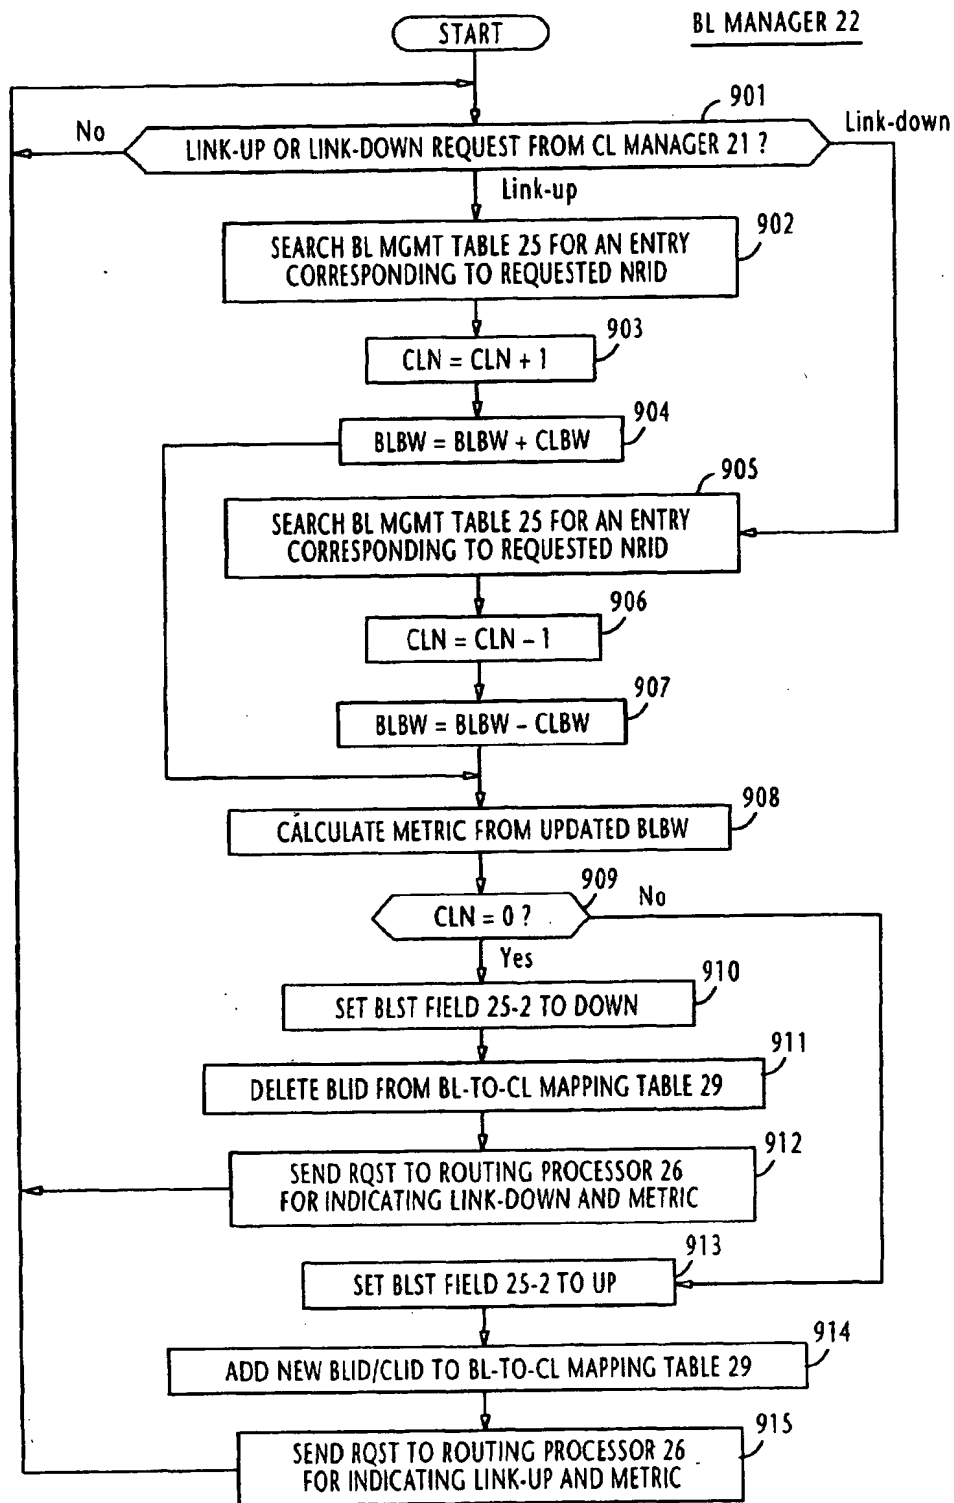 BL MANAGER 22
START
901
No
LINK-UP OR LINK-DOWN REQUEST FROM CL MANAGER 21 ?
Link-down
Link-up
902
SEARCH BL MGMT TABLE 25 FOR AN ENTRY
CORRESPONDING TO REQUESTED NRID
903
CLN = CLN + 1
904
BLBW = BLBW + CLBW
905
SEARCH BL MGMT TABLE 25 FOR AN ENTRY
CORRESPONDING TO REQUESTED NRID
906
CLN = CLN – 1
907
BLBW = BLBW – CLBW
908
CALCULATE METRIC FROM UPDATED BLBW
909
CLN = 0 ?
No
Yes
910
SET BLST FIELD 25-2 TO DOWN
911
DELETE BLID FROM BL-TO-CL MAPPING TABLE 29
912
SEND RQST TO ROUTING PROCESSOR 26
FOR INDICATING LINK-DOWN AND METRIC
913
SET BLST FIELD 25-2 TO UP
914
ADD NEW BLID/CLID TO BL-TO-CL MAPPING TABLE 29
915
SEND RQST TO ROUTING PROCESSOR 26
FOR INDICATING LINK-UP AND METRIC